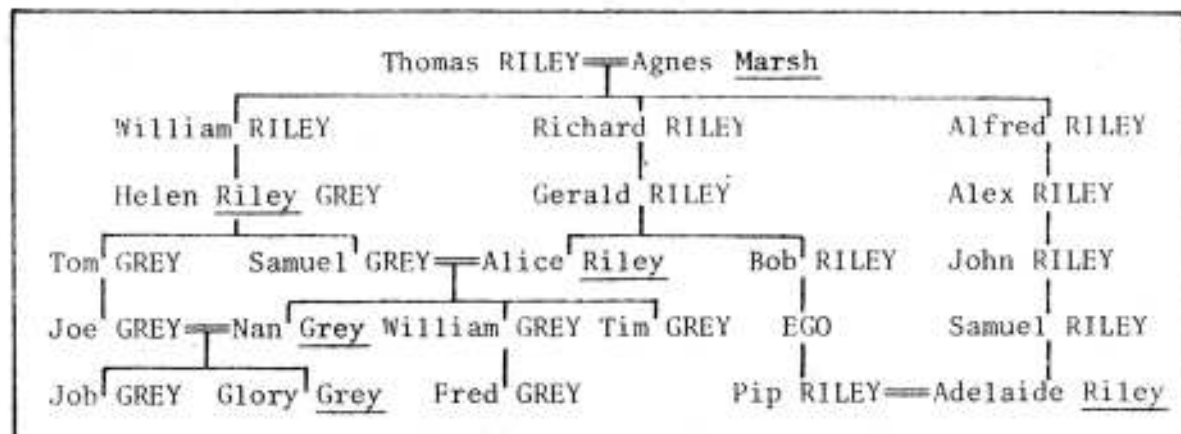 Thomas RILEY Agnes Marsh
William RILEY Richard RILEY Alfred RILEY
Helen Riley GREY Gerald RILEY Alex RILEY
Tom GREY Samuel GREY Alice Riley Bob RILEY John RILEY
Joe GREY Nan Grey William GREY Tim GREY EGO Samuel RILEY
Job GREY Glory Grey Fred GREY Pip RILEY Adelaide Riley